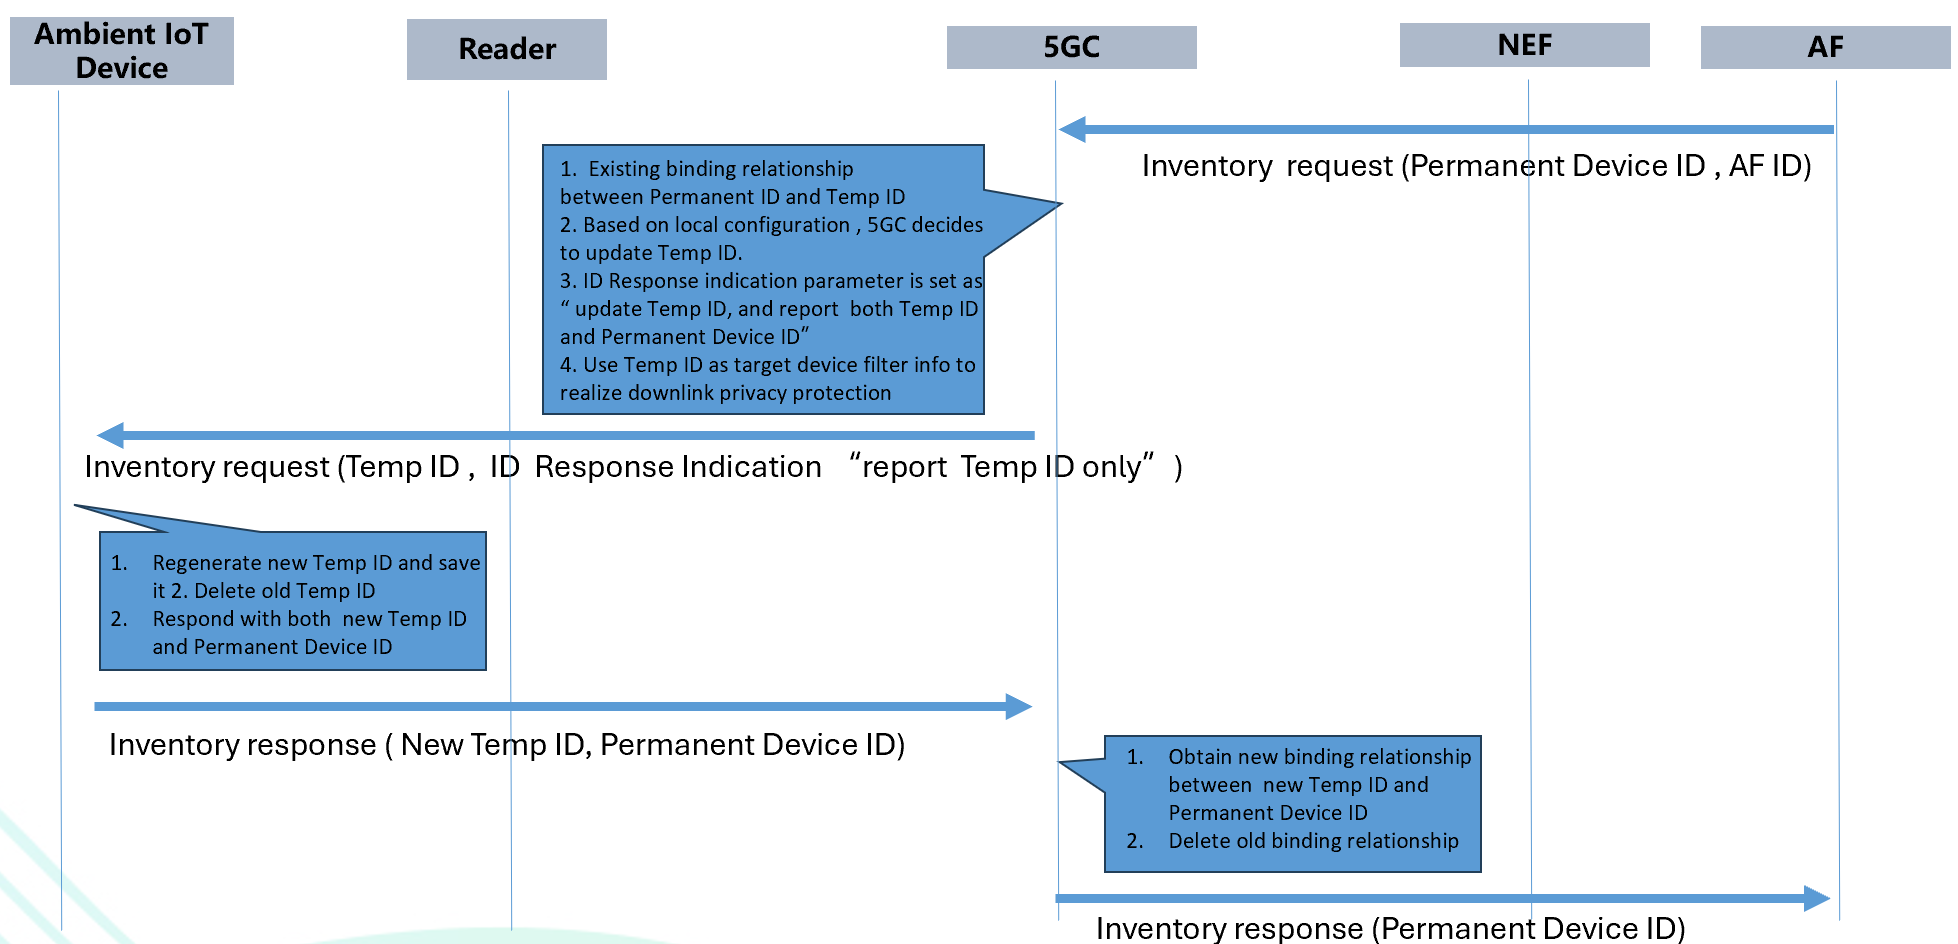 Ambient IoT
Device
Reader
5GC
NEF
AF
Inventory  request (Permanent Device ID , AF ID)
1.  Existing binding relationship
between Permanent ID and Temp ID
2. Based on local configuration , 5GC decides
to update Temp ID.
3. ID Response indication parameter is set as
“ update Temp ID, and report  both Temp ID
and Permanent Device ID”
4. Use Temp ID as target device filter info to
realize downlink privacy protection
Inventory request (Temp ID ,  ID  Response Indication  “report  Temp ID only”  )
1. Regenerate new Temp ID and save
it 2. Delete old Temp ID
2. Respond with both  new Temp ID
and Permanent Device ID
Inventory response ( New Temp ID, Permanent Device ID)
1. Obtain new binding relationship
between  new Temp ID and
Permanent Device ID
2. Delete old binding relationship
Inventory response (Permanent Device ID)